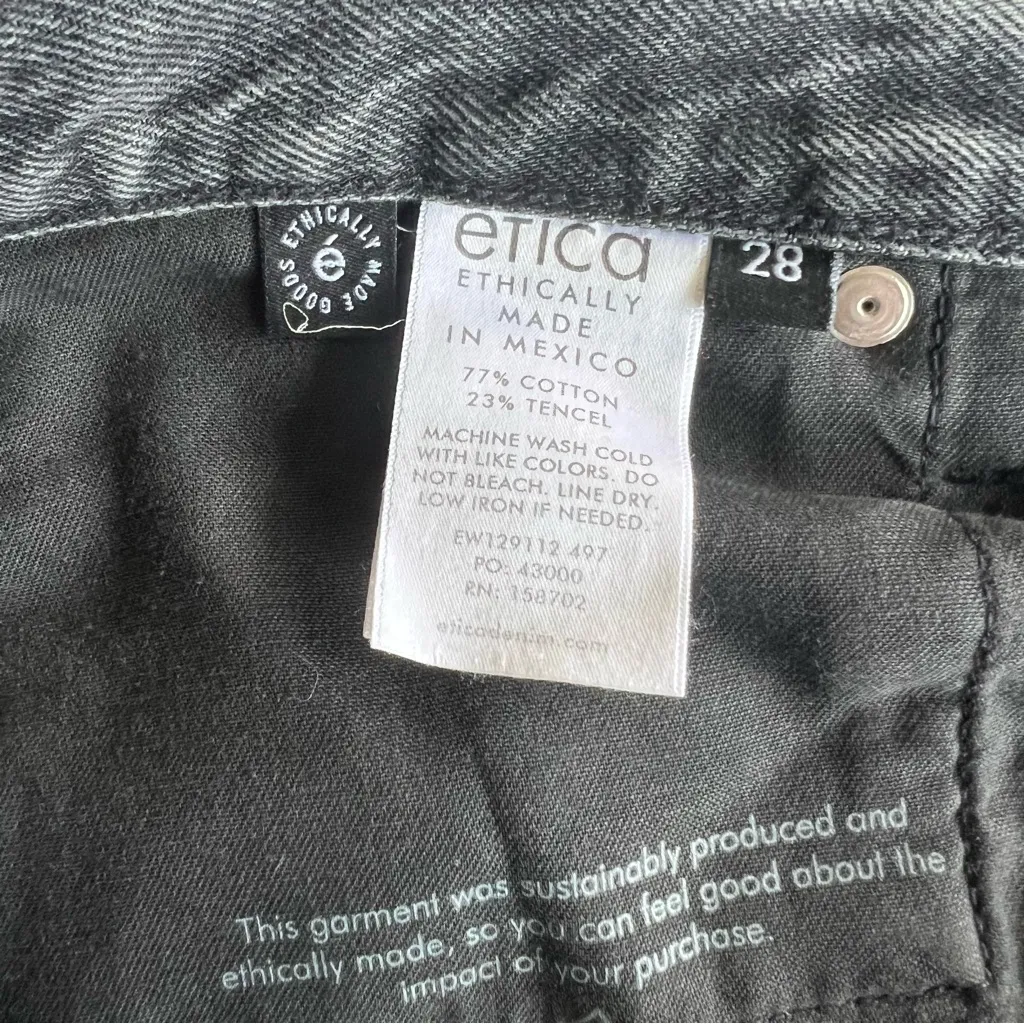 ETHICALLY MADE GOODS
é
etica
ETHICALLY
MADE
IN MEXICO
77% COTTON
23% TENCEL
MACHINE WASH COLD
WITH LIKE COLORS. DO
NOT BLEACH. LINE DRY.
LOW IRON IF NEEDED.
EW129112 497
PO: 43000
RN: 158702
eticadenim.com
28
This garment was sustainably produced and
ethically made, so you can feel good about the
impact of your purchase.